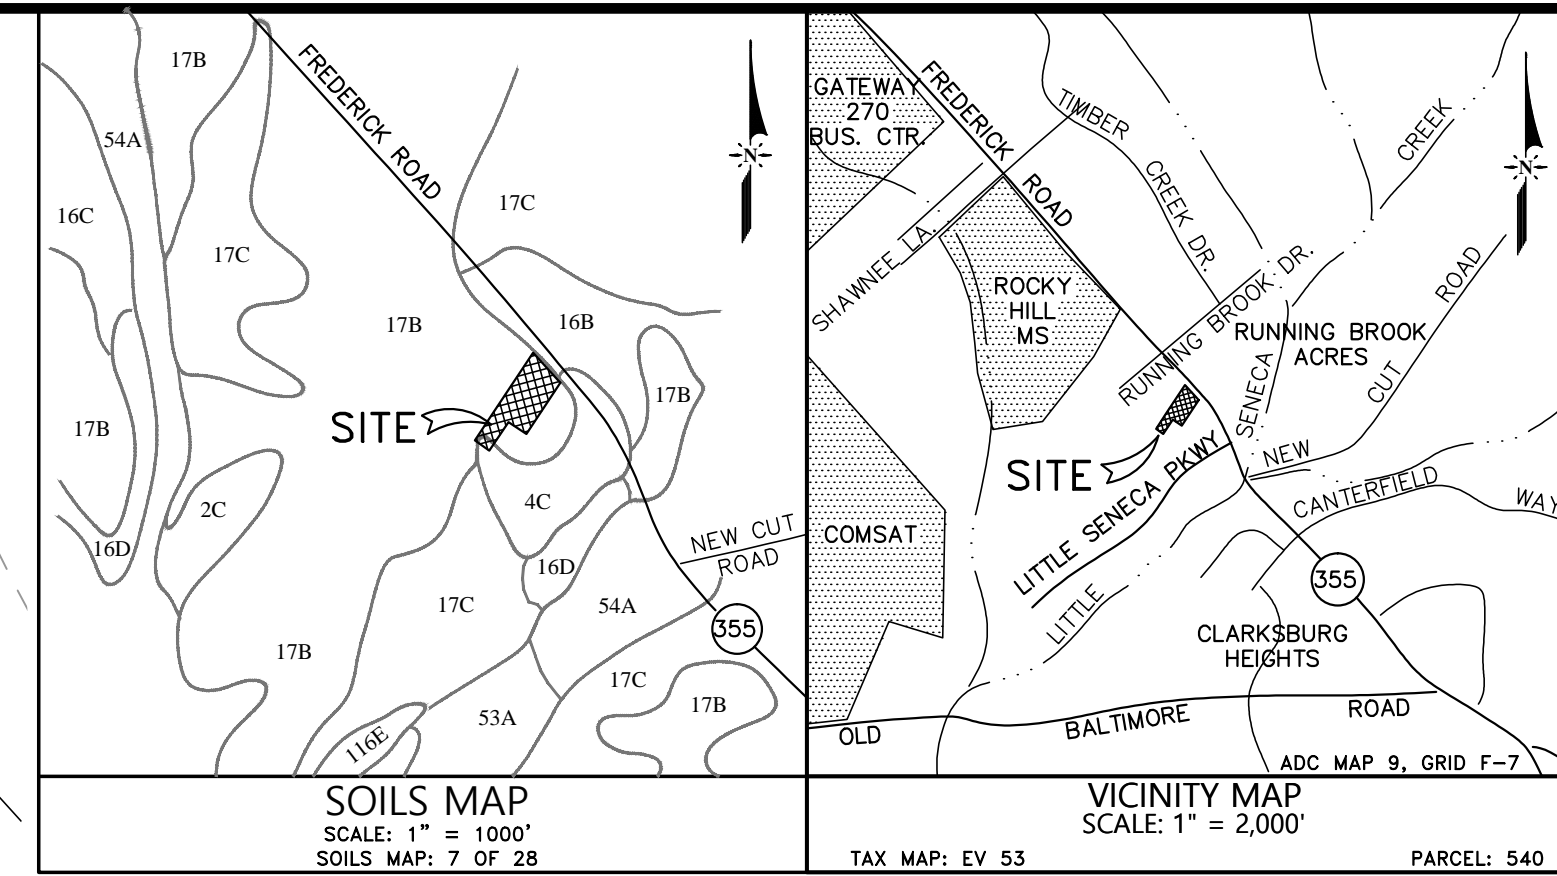 17B
FREDERICK ROAD
54A
16C
17C
17C
N
17B
16B
17B
17B
SITE
2C
4C
16D
NEW CUT
ROAD
16D
17C
54A
355
17B
17C
17B
53A
116E
SOILS MAP
SCALE: 1” = 1000’
SOILS MAP: 7 OF 28
GATEWAY
270
BUS. CTR.
FREDERICK
ROAD
TIMBER
CREEK DR.
CREEK
N
SHAWNEE LA.
ROCKY
HILL
MS
RUNNING BROOK DR.
RUNNING BROOK
ACRES
SENECA
NEW
CUT
ROAD
SITE
LITTLE SENECA PKWY
CANTERFIELD
WAY
COMSAT
LITTLE
355
CLARKSBURG
HEIGHTS
OLD
BALTIMORE
ROAD
ADC MAP 9, GRID F-7
VICINITY MAP
SCALE: 1" = 2,000'
TAX MAP: EV 53
PARCEL: 540